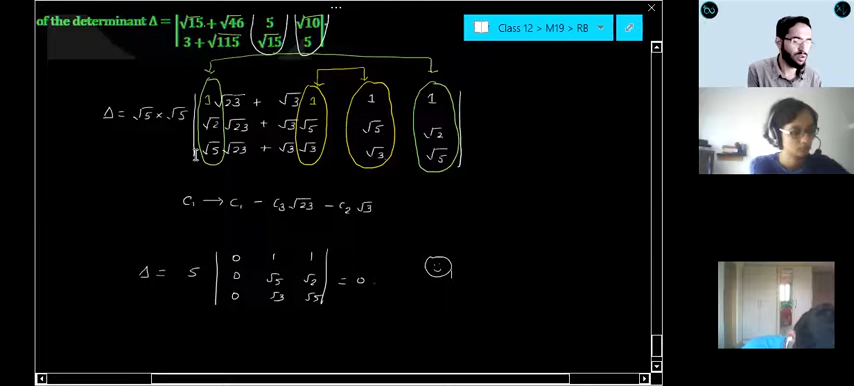 of the determinant Δ = |√15 + √46 5 √10|
|3 + √115 √15 5|
Class 12 > M19 > RB
Δ = √5 × √5 | 1 √23 + √3 1 1 1 |
| √2 √23 + √3 √5 √5 √2 |
| √5 √23 + √3 √3 √3 √5 |
C₁ → C₁ - C₃ √23 - C₂ √3
| 0 1 1 |
Δ = 5 | 0 √5 √2 | = 0
| 0 √3 √5 |